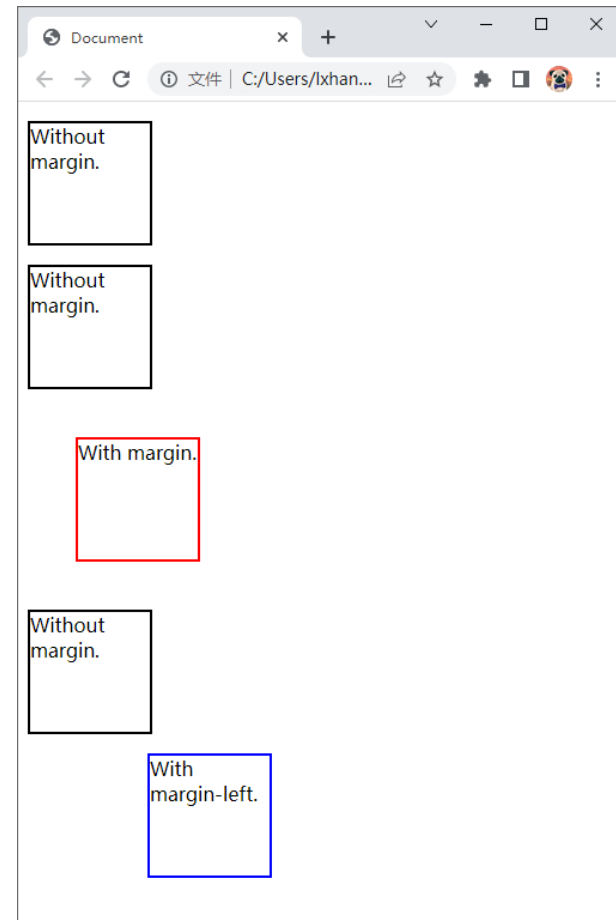 Document
文件 C:/Users/lxhan...
Without
margin.
Without
margin.
With margin.
Without
margin.
With
margin-left.